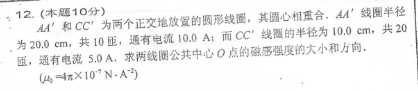 12. (本题10分)
AA′ 和 CC′ 为两个正交地放置的圆形线圈，其圆心相重合．AA′ 线圈半径
为 20.0 cm，共 10 匝，通有电流 10.0 A；而 CC′ 线圈的半径为 10.0 cm，共 20
匝，通有电流 5.0 A．求两线圈公共中心 O 点的磁感强度的大小和方向．
(μ₀ =4π×10⁻⁷ N·A⁻²)